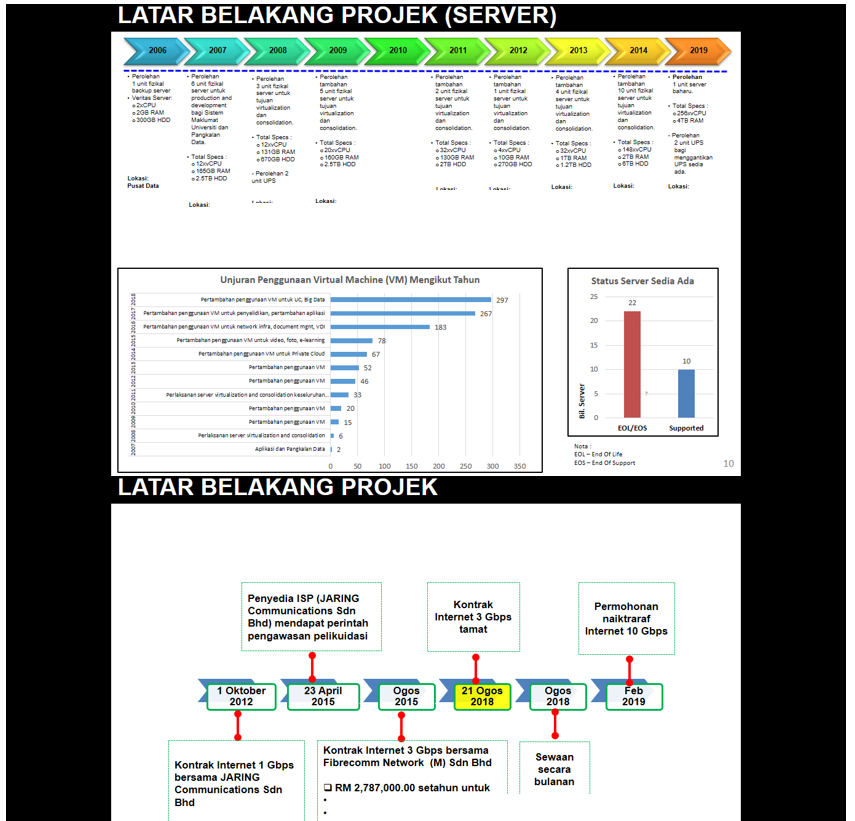 LATAR BELAKANG PROJEK (SERVER)
2006 2007 2008 2009 2010 2011 2012 2013 2014 2019
• Perolehan
1 unit fizikal
backup server
• Veritas Server:
o 2xCPU
o 2GB RAM
o 300GB HDD
Lokasi:
Pusat Data
• Perolehan
6 unit fizikal
server untuk
production and
development
bagi Sistem
Maklumat
Universiti dan
Pangkalan
Data.
• Total Specs :
o 12xvCPU
o 165GB RAM
o 2.5TB HDD
Lokasi:
• Perolehan
3 unit fizikal
server untuk
tujuan
virtualization
dan
consolidation.
• Total Specs :
o 12xvCPU
o 131GB RAM
o 670GB HDD
- Perolehan 2
unit UPS
• Perolehan
tambahan
5 unit fizikal
server untuk
tujuan
virtualization
dan
consolidation.
• Total Specs :
o 20xvCPU
o 160GB RAM
o 2.5TB HDD
Lokasi:
• Perolehan
tambahan
2 unit fizikal
server untuk
tujuan
virtualization
dan
consolidation.
• Total Specs :
o 32xvCPU
o 130GB RAM
o 2TB HDD
Lokasi:
• Perolehan
tambahan
1 unit fizikal
server untuk
tujuan
virtualization
dan
consolidation.
• Total Specs :
o 4xvCPU
o 10GB RAM
o 270GB HDD
Lokasi:
• Perolehan
tambahan
4 unit fizikal
server untuk
tujuan
virtualization
dan
consolidation.
• Total Specs :
o 32xvCPU
o 1TB RAM
o 1.2TB HDD
Lokasi:
• Perolehan
tambahan
10 unit fizikal
server untuk
tujuan
virtualization
dan
consolidation.
• Total Specs :
o 148xvCPU
o 2TB RAM
o 6TB HDD
Lokasi:
• Perolehan
1 unit server
baharu.
• Total Specs :
o 256xvCPU
o 4TB RAM
- Perolehan
2 unit UPS
bagi
menggantikan
UPS sedia
ada.
Lokasi:
Unjuran Penggunaan Virtual Machine (VM) Mengikut Tahun
2018 Pertambahan penggunaan VM untuk UC, Big Data 297
2017 Pertambahan penggunaan VM untuk penyelidikan, pertambahan aplikasi 267
2016 Pertambahan penggunaan VM untuk network infra, document mgnt, VDI 183
2015 Pertambahan penggunaan VM untuk video, foto, e-learning 78
2014 Pertambahan penggunaan VM untuk Private Cloud 67
2013 Pertambahan penggunaan VM 52
2012 Pertambahan penggunaan VM 46
2011 Perlaksanan server virtualization and consolidation keseluruhan... 33
2010 Pertambahan penggunaan VM 20
2009 Pertambahan penggunaan VM 15
2008 Perlaksanan server virtualization and consolidation 6
2007 Aplikasi dan Pangkalan Data 2
0 50 100 150 200 250 300 350
Status Server Sedia Ada
Bil. Server
25
20
15
10
5
0
22
10
?
EOL/EOS Supported
Nota :
EOL – End Of Life
EOS – End Of Support
10
LATAR BELAKANG PROJEK
Penyedia ISP (JARING
Communications Sdn
Bhd) mendapat perintah
pengawasan pelikuidasi
Kontrak
Internet 3 Gbps
tamat
Permohonan
naiktraraf
Internet 10 Gbps
1 Oktober
2012
23 April
2015
Ogos
2015
21 Ogos
2018
Ogos
2018
Feb
2019
Kontrak Internet 1 Gbps
bersama JARING
Communications Sdn
Bhd
Kontrak Internet 3 Gbps bersama
Fibrecomm Network (M) Sdn Bhd
❑ RM 2,787,000.00 setahun untuk
•
•
Sewaan
secara
bulanan